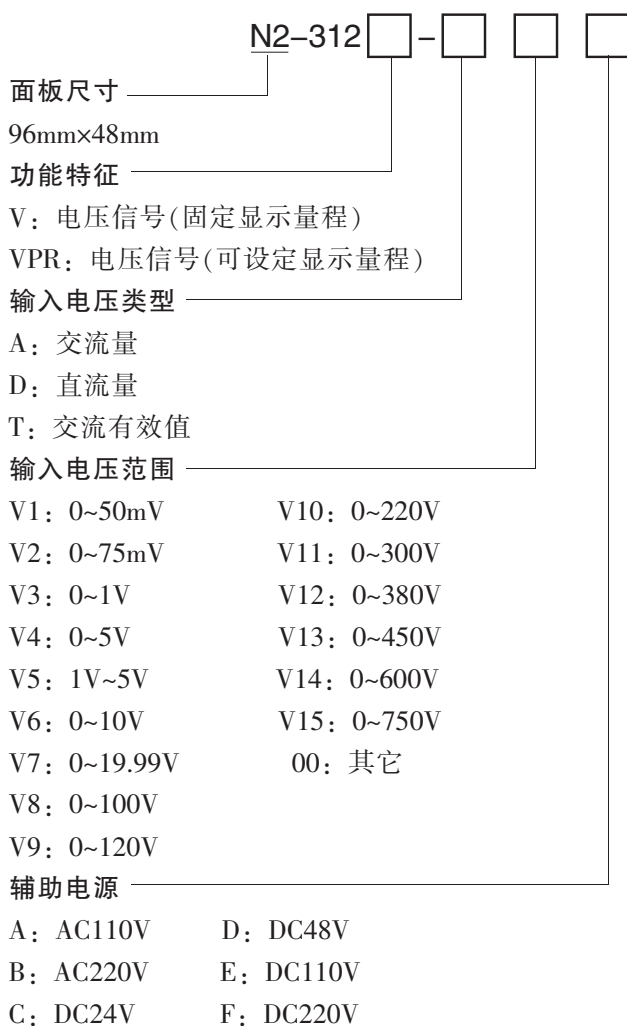 N2-312□-□ □ □
面板尺寸
96mm×48mm
功能特征
V：电压信号(固定显示量程)
VPR：电压信号(可设定显示量程)
输入电压类型
A：交流量
D：直流量
T：交流有效值
输入电压范围
V1：0~50mV V10：0~220V
V2：0~75mV V11：0~300V
V3：0~1V V12：0~380V
V4：0~5V V13：0~450V
V5：1V~5V V14：0~600V
V6：0~10V V15：0~750V
V7：0~19.99V 00：其它
V8：0~100V
V9：0~120V
辅助电源
A：AC110V D：DC48V
B：AC220V E：DC110V
C：DC24V F：DC220V